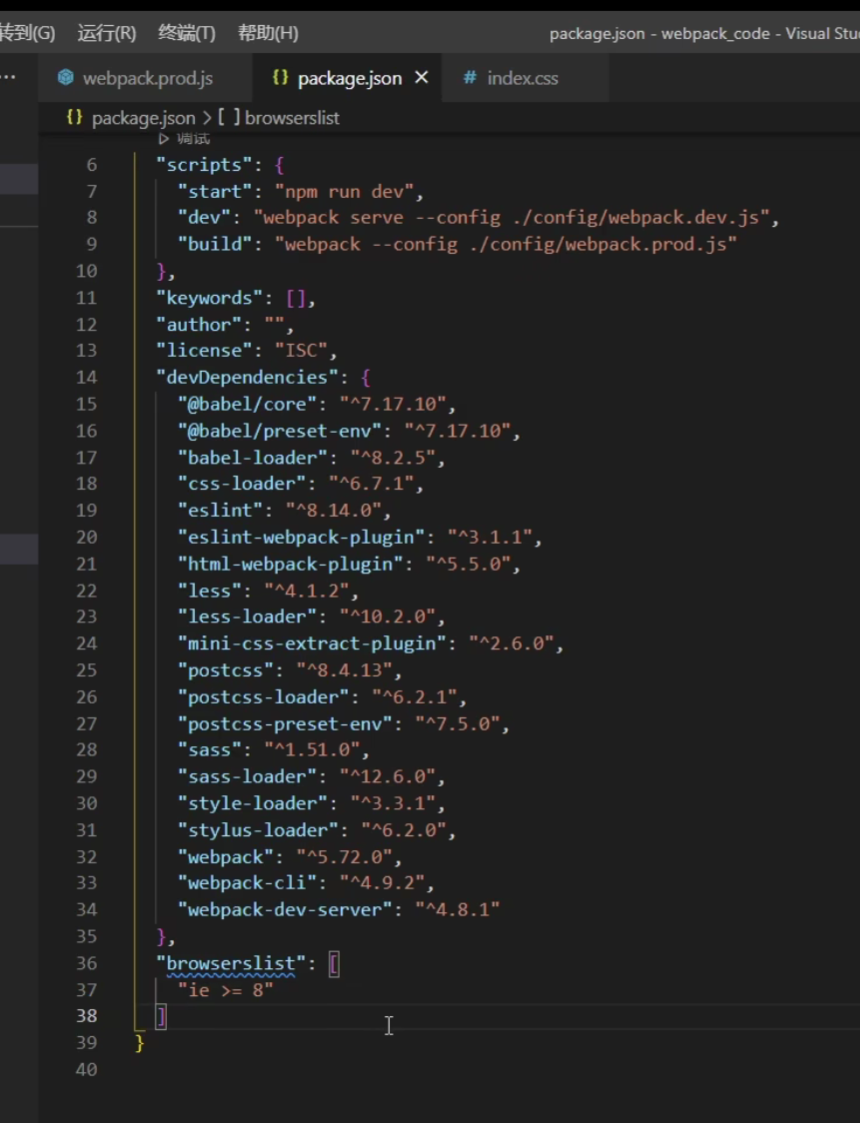 转到(G) 运行(R) 终端(T) 帮助(H) package.json - webpack_code - Visual Stu
··· webpack.prod.js {} package.json × # index.css
{} package.json > [ ] browserslist
▷ 调试
6 "scripts": {
7 "start": "npm run dev",
8 "dev": "webpack serve --config ./config/webpack.dev.js",
9 "build": "webpack --config ./config/webpack.prod.js"
10 },
11 "keywords": [],
12 "author": "",
13 "license": "ISC",
14 "devDependencies": {
15 "@babel/core": "^7.17.10",
16 "@babel/preset-env": "^7.17.10",
17 "babel-loader": "^8.2.5",
18 "css-loader": "^6.7.1",
19 "eslint": "^8.14.0",
20 "eslint-webpack-plugin": "^3.1.1",
21 "html-webpack-plugin": "^5.5.0",
22 "less": "^4.1.2",
23 "less-loader": "^10.2.0",
24 "mini-css-extract-plugin": "^2.6.0",
25 "postcss": "^8.4.13",
26 "postcss-loader": "^6.2.1",
27 "postcss-preset-env": "^7.5.0",
28 "sass": "^1.51.0",
29 "sass-loader": "^12.6.0",
30 "style-loader": "^3.3.1",
31 "stylus-loader": "^6.2.0",
32 "webpack": "^5.72.0",
33 "webpack-cli": "^4.9.2",
34 "webpack-dev-server": "^4.8.1"
35 },
36 "browserslist": [
37 "ie >= 8"
38 ]
39 }
40